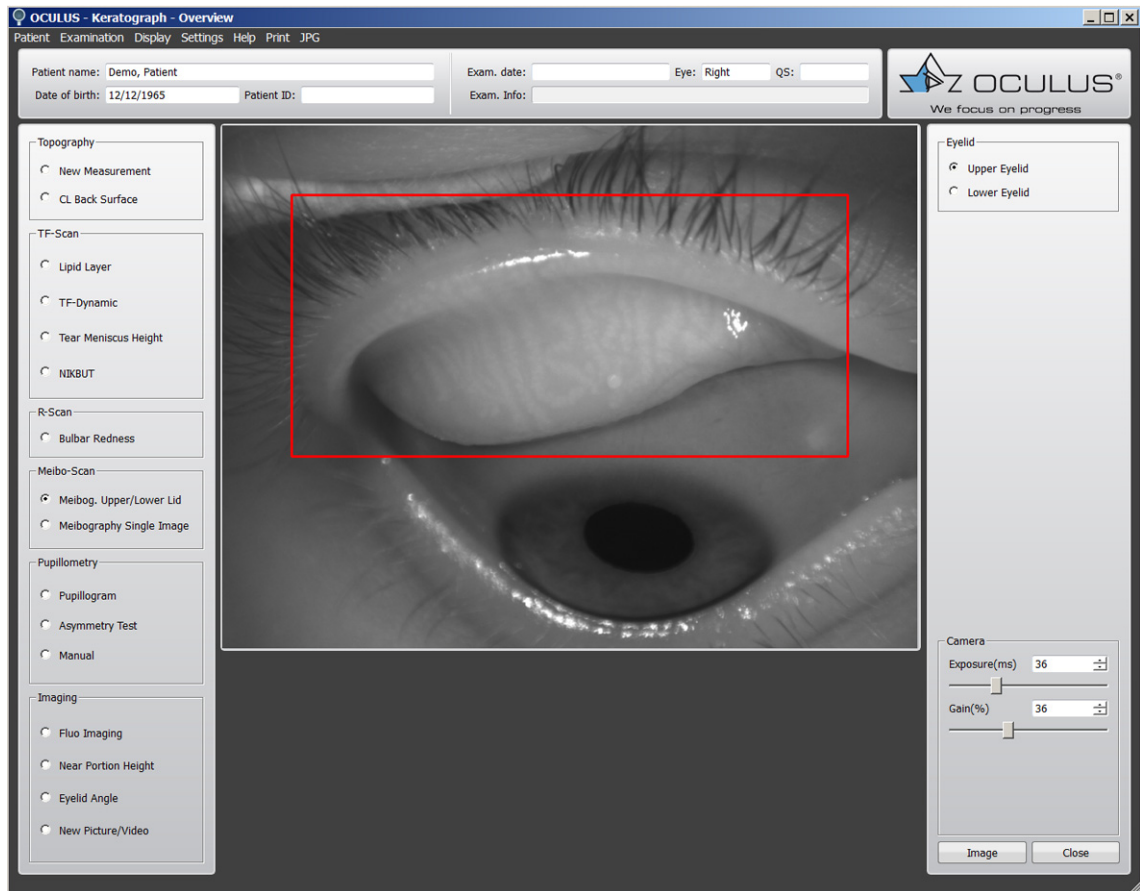 OCULUS - Keratograph - Overview
Patient Examination Display Settings Help Print JPG
Patient name: Demo, Patient
Date of birth: 12/12/1965 Patient ID:
Exam. date: Eye: Right QS:
Exam. Info:
OCULUS®
We focus on progress
Topography
New Measurement
CL Back Surface
TF-Scan
Lipid Layer
TF-Dynamic
Tear Meniscus Height
NIKBUT
R-Scan
Bulbar Redness
Meibo-Scan
Meibog. Upper/Lower Lid
Meibography Single Image
Pupillometry
Pupillogram
Asymmetry Test
Manual
Imaging
Fluo Imaging
Near Portion Height
Eyelid Angle
New Picture/Video
Eyelid
Upper Eyelid
Lower Eyelid
Camera
Exposure(ms) 36
Gain(%) 36
Image Close